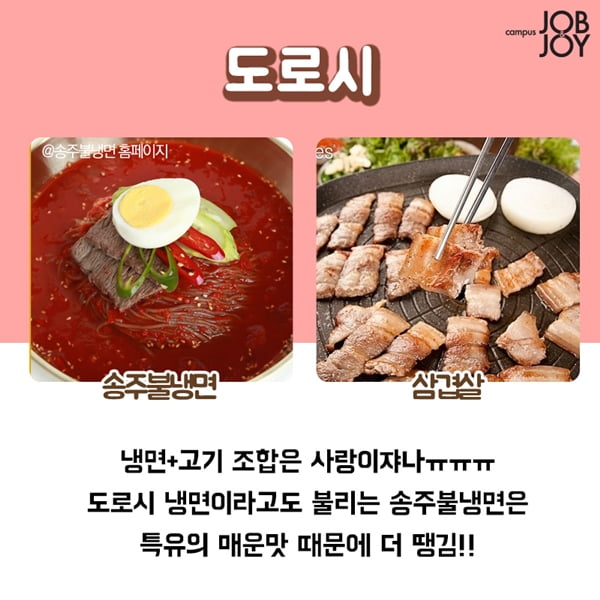 campus JOB
& JOY
도로시
@송주불냉면 홈페이지
es
송주불냉면
삼겹살
냉면+고기 조합은 사랑이쟈나ㅠㅠㅠ
도로시 냉면이라고도 불리는 송주불냉면은
특유의 매운맛 때문에 더 땡김!!